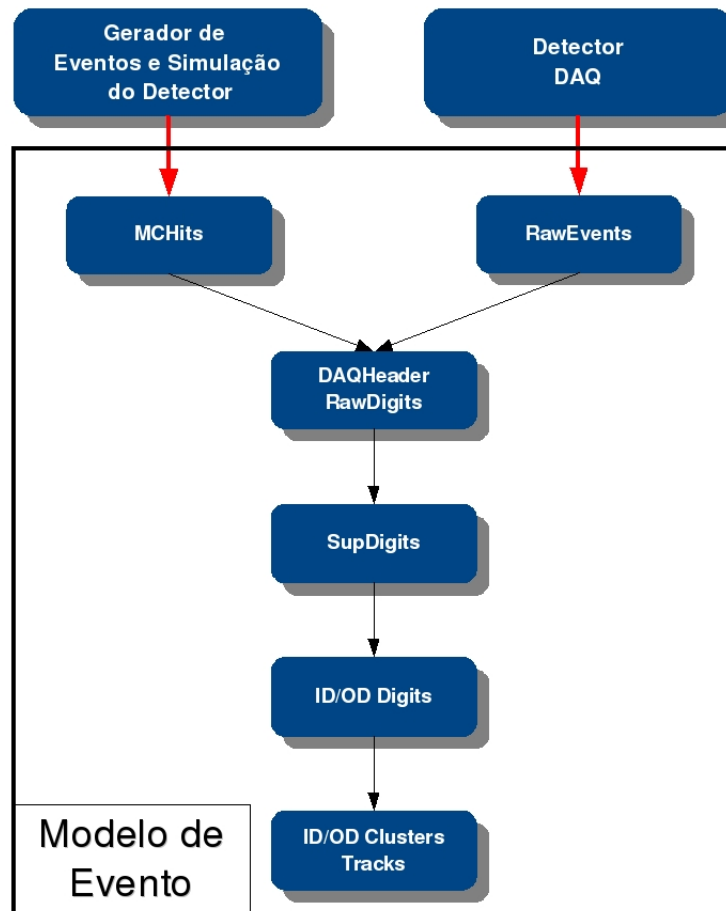 Gerador de
Eventos e Simulação
do Detector
Detector
DAQ
MCHits
RawEvents
DAQHeader
RawDigits
SupDigits
ID/OD Digits
ID/OD Clusters
Tracks
Modelo de
Evento